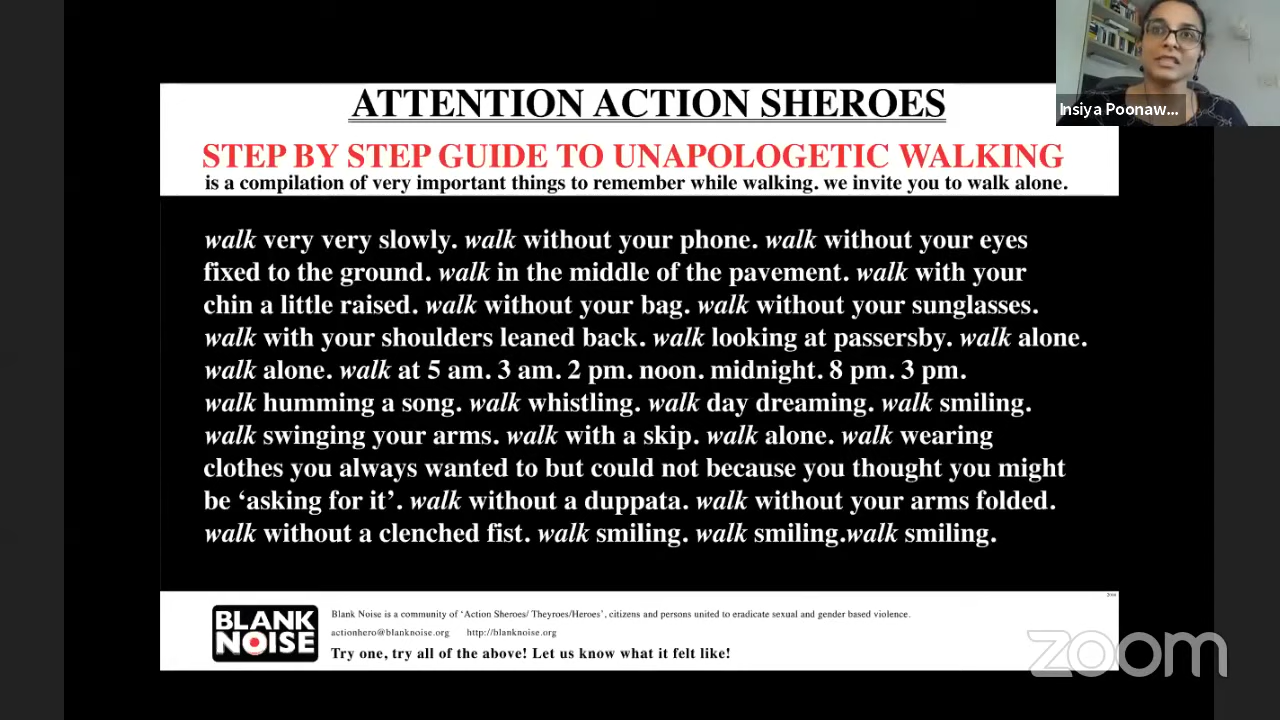 ATTENTION ACTION SHEROES
Insiya Poonaw...
STEP BY STEP GUIDE TO UNAPOLOGETIC WALKING
is a compilation of very important things to remember while walking. we invite you to walk alone.
walk very very slowly. walk without your phone. walk without your eyes
fixed to the ground. walk in the middle of the pavement. walk with your
chin a little raised. walk without your bag. walk without your sunglasses.
walk with your shoulders leaned back. walk looking at passersby. walk alone.
walk alone. walk at 5 am. 3 am. 2 pm. noon. midnight. 8 pm. 3 pm.
walk humming a song. walk whistling. walk day dreaming. walk smiling.
walk swinging your arms. walk with a skip. walk alone. walk wearing
clothes you always wanted to but could not because you thought you might
be ‘asking for it’. walk without a duppata. walk without your arms folded.
walk without a clenched fist. walk smiling. walk smiling.walk smiling.
BLANK
NOISE
Blank Noise is a community of ‘Action Sheroes/ Theyroes/Heroes’, citizens and persons united to eradicate sexual and gender based violence.
actionhero@blanknoise.org http://blanknoise.org
Try one, try all of the above! Let us know what it felt like!
zoom